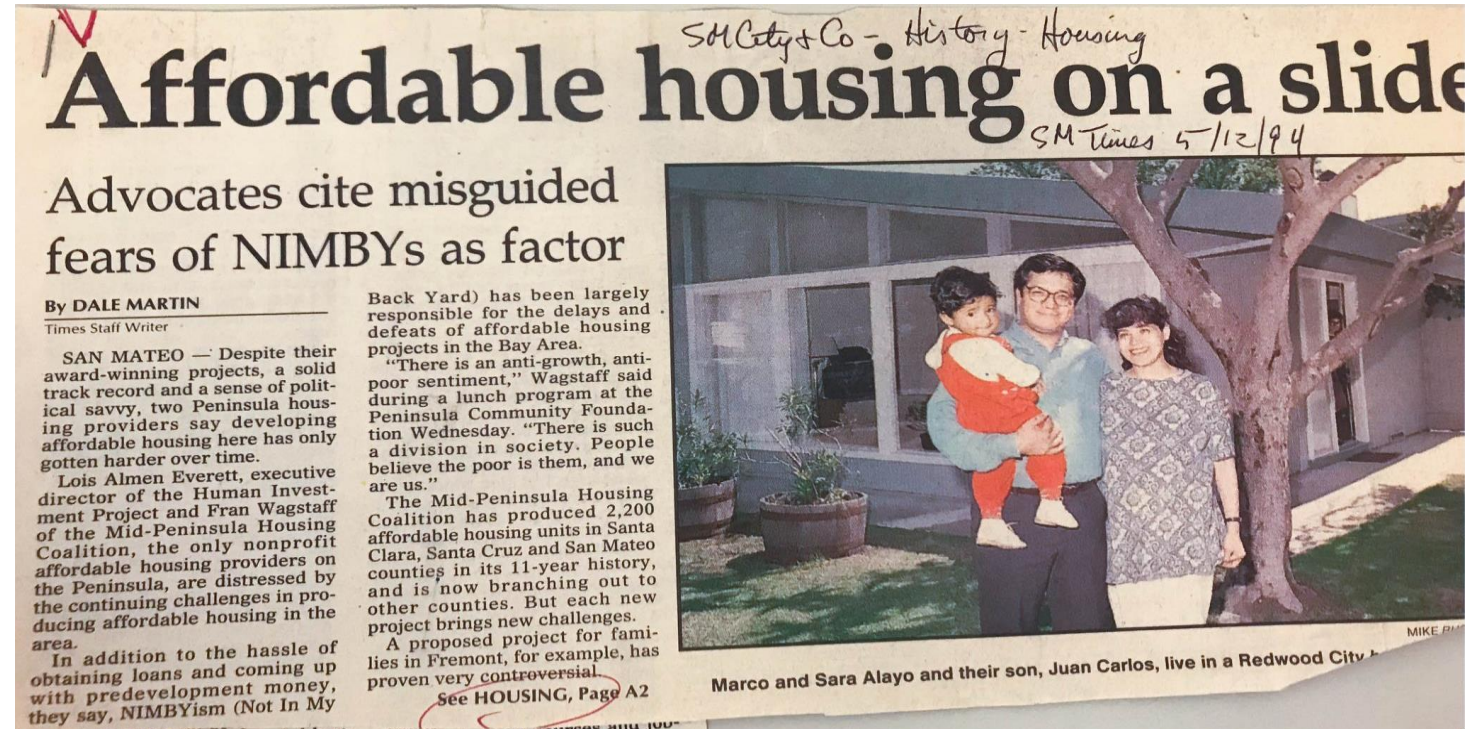 SM City & Co - History - Housing
Affordable housing on a slide
SM Times 5/12/94
Advocates cite misguided
fears of NIMBYs as factor
By DALE MARTIN
Times Staff Writer
SAN MATEO — Despite their
award-winning projects, a solid
track record and a sense of polit-
ical savvy, two Peninsula hous-
ing providers say developing
affordable housing here has only
gotten harder over time.
Lois Almen Everett, executive
director of the Human Invest-
ment Project and Fran Wagstaff
of the Mid-Peninsula Housing
Coalition, the only nonprofit
affordable housing providers on
the Peninsula, are distressed by
the continuing challenges in pro-
ducing affordable housing in the
area.
In addition to the hassle of
obtaining loans and coming up
with predevelopment money,
they say, NIMBYism (Not In My
Back Yard) has been largely
responsible for the delays and
defeats of affordable housing
projects in the Bay Area.
“There is an anti-growth, anti-
poor sentiment,” Wagstaff said
during a lunch program at the
Peninsula Community Founda-
tion Wednesday. “There is such
a division in society. People
believe the poor is them, and we
are us.”
The Mid-Peninsula Housing
Coalition has produced 2,200
affordable housing units in Santa
Clara, Santa Cruz and San Mateo
counties in its 11-year history,
and is now branching out to
other counties. But each new
project brings new challenges.
A proposed project for fami-
lies in Fremont, for example, has
proven very controversial.
See HOUSING, Page A2
MIKE
Marco and Sara Alayo and their son, Juan Carlos, live in a Redwood City